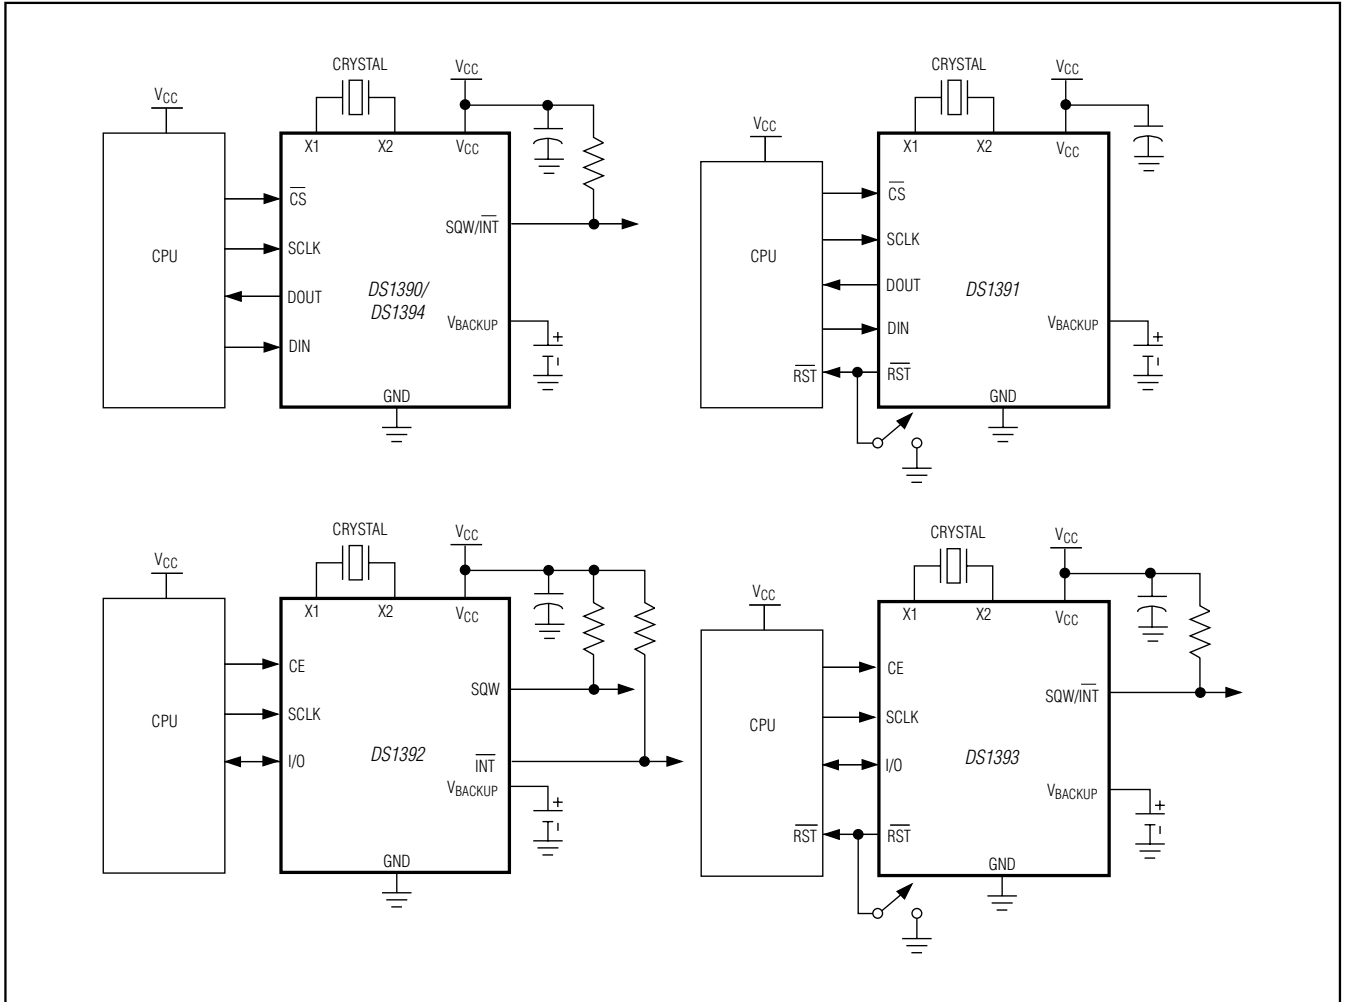 CRYSTAL
VCC
VCC
X1 X2 VCC
CS
SQW/INT
SCLK
CPU
DOUT
DS1390/
DS1394
VBACKUP
+
DIN
GND
CRYSTAL
VCC
VCC
X1 X2 VCC
CS
SCLK
CPU
DOUT
DS1391
DIN
VBACKUP
+
RST RST
GND
CRYSTAL
VCC
VCC
X1 X2 VCC
CE
SQW
SCLK
CPU
I/O
DS1392
INT
VBACKUP
+
GND
CRYSTAL
VCC
VCC
X1 X2 VCC
CE
SQW/INT
SCLK
CPU
I/O
DS1393
VBACKUP
+
RST RST
GND